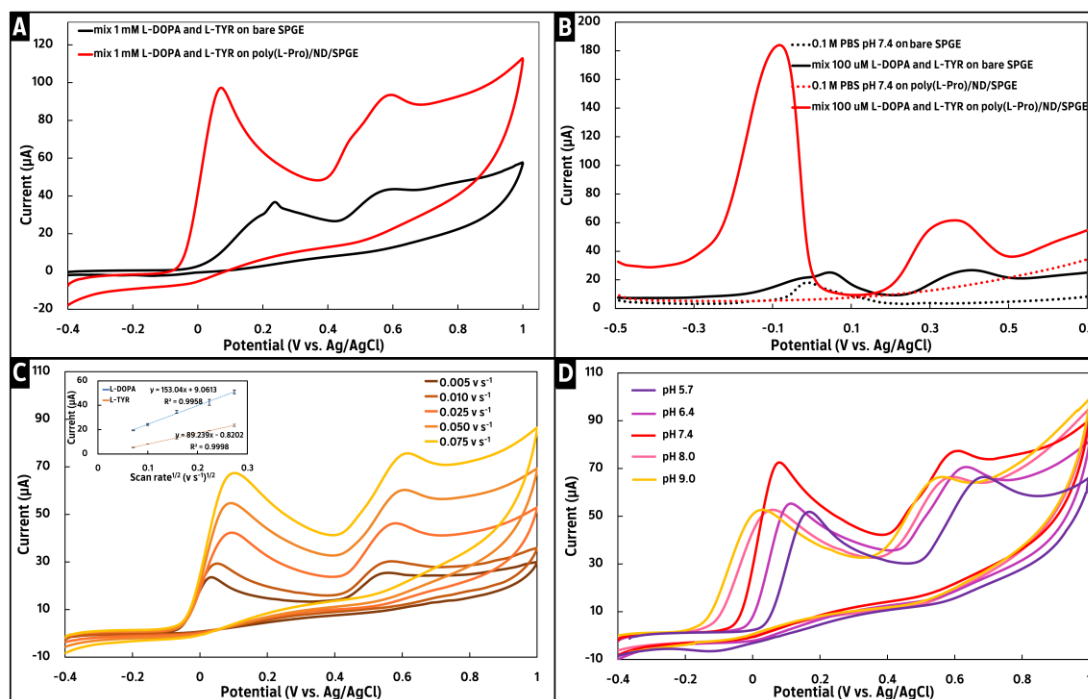 A
mix 1 mM L-DOPA and L-TYR on bare SPGE
mix 1 mM L-DOPA and L-TYR on poly(L-Pro)/ND/SPGE
120
100
80
60
40
20
0
-20
Current (µA)
-0.4 -0.2 0 0.2 0.4 0.6 0.8 1
Potential (V vs. Ag/AgCl)
B
0.1 M PBS pH 7.4 on bare SPGE
mix 100 uM L-DOPA and L-TYR on bare SPGE
0.1 M PBS pH 7.4 on poly(L-Pro)/ND/SPGE
mix 100 uM L-DOPA and L-TYR on poly(L-Pro)/ND/SPGE
200
180
160
140
120
100
80
60
40
20
0
Current (µA)
-0.5 -0.3 -0.1 0.1 0.3 0.5
Potential (V vs. Ag/AgCl)
C
110
90
70
50
30
10
-10
Current (µA)
L-DOPA
L-TYR
y = 153.04x + 9.0613
R² = 0.9958
y = 89.239x - 0.8202
R² = 0.9998
60
40
20
0
Current (µA)
0 0.1 0.2 0.3
Scan rate¹/² (v s⁻¹)¹/²
0.005 v s⁻¹
0.010 v s⁻¹
0.025 v s⁻¹
0.050 v s⁻¹
0.075 v s⁻¹
-0.4 -0.2 0 0.2 0.4 0.6 0.8 1
Potential (V vs. Ag/AgCl)
D
pH 5.7
pH 6.4
pH 7.4
pH 8.0
pH 9.0
110
90
70
50
30
10
-10
Current (µA)
-0.4 -0.2 0 0.2 0.4 0.6 0.8 1
Potential (V vs. Ag/AgCl)